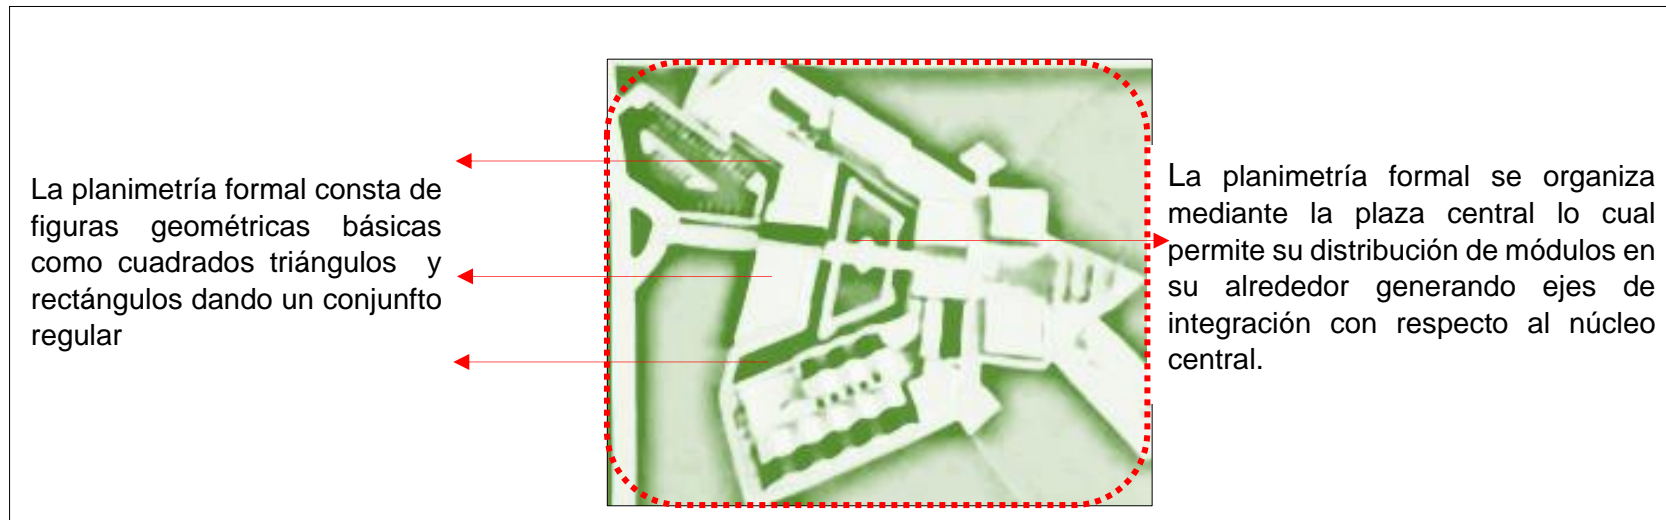 La planimetría formal consta de
figuras geométricas básicas
como cuadrados triángulos y
rectángulos dando un conjunfto
regular
La planimetría formal se organiza
mediante la plaza central lo cual
permite su distribución de módulos en
su alrededor generando ejes de
integración con respecto al núcleo
central.